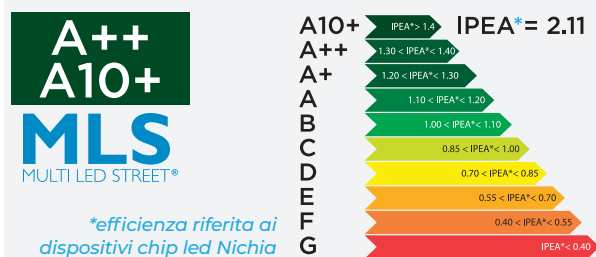 A++
A10+
MLS
MULTI LED STREET®
*efficienza riferita ai
dispositivi chip led Nichia
IPEA*= 2.11
A10+ IPEA*> 1.4
A++ 1.30 < IPEA*< 1.40
A+ 1.20 < IPEA*< 1.30
A 1.10 < IPEA*< 1.20
B 1.00 < IPEA*< 1.10
C 0.85 < IPEA*< 1.00
D 0.70 < IPEA*< 0.85
E 0.55 < IPEA*< 0.70
F 0.40 < IPEA*< 0.55
G IPEA*< 0.40